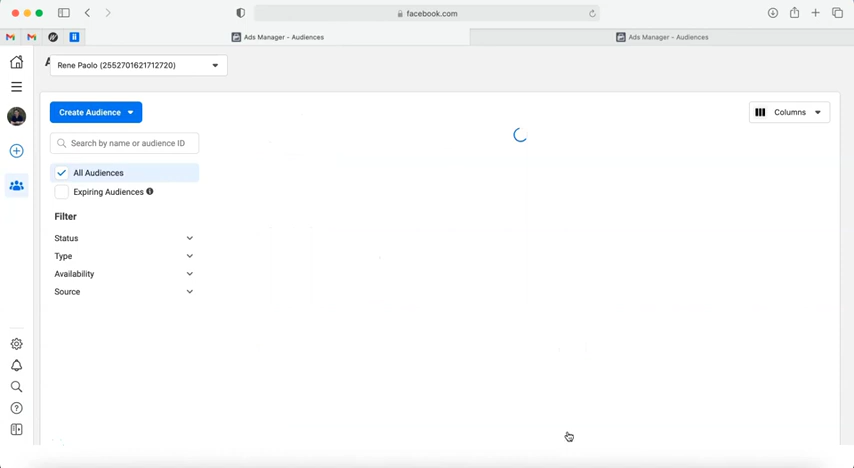 facebook.com
Ads Manager - Audiences
Ads Manager - Audiences
Rene Paolo (2552701621712720)
Create Audience
Columns
Search by name or audience ID
All Audiences
Expiring Audiences
Filter
Status
Type
Availability
Source